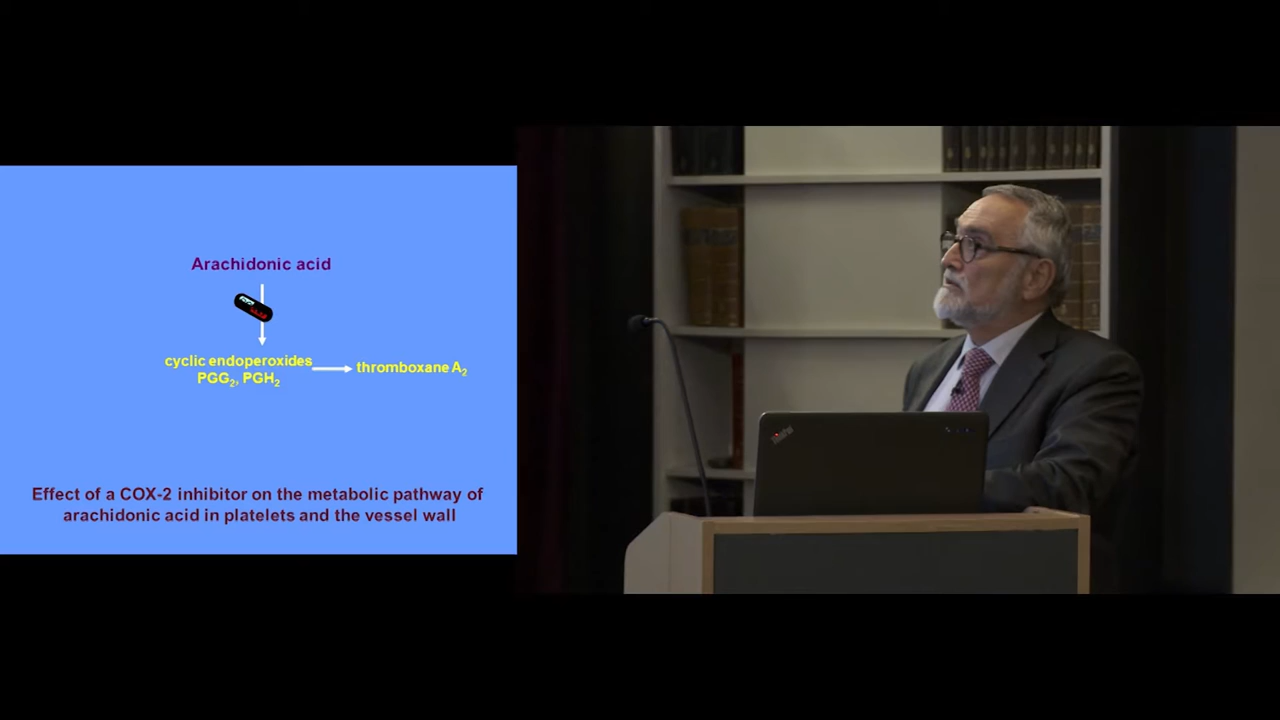 Arachidonic acid
cyclic endoperoxides
PGG₂, PGH₂
thromboxane A₂
Effect of a COX-2 inhibitor on the metabolic pathway of
arachidonic acid in platelets and the vessel wall